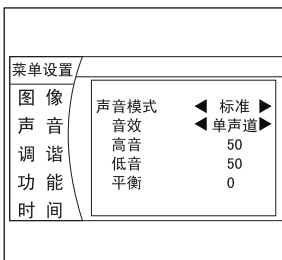 菜单设置
图 像
声 音
调 谐
功 能
时 间
声音模式 ◀ 标准 ▶
音效 ◀ 单声道 ▶
高音 50
低音 50
平衡 0